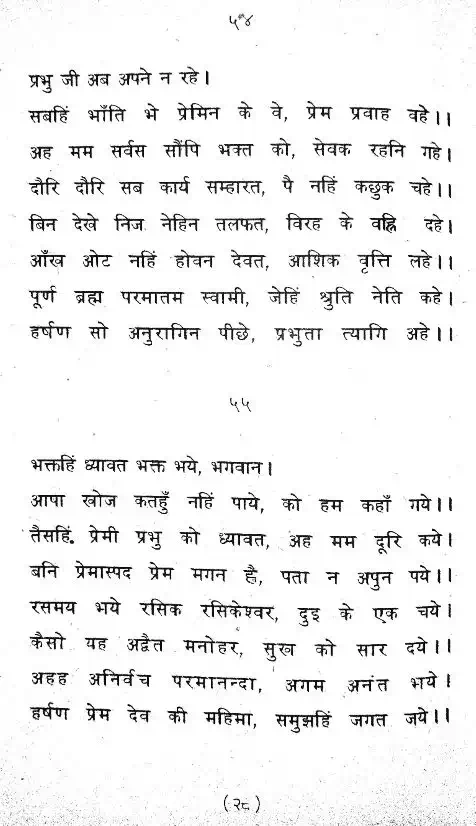 ५४
प्रभु जी अब अपने न रहे।
सबहिं भाँति भे प्रेमिन के वे, प्रेम प्रवाह वहे।।
अह मम सर्वस सौंपि भक्त को, सेवक रहनि गहे।
दौरि दौरि सब कार्य सम्हारत, पै नहिं कछुक चहे।।
बिन देखे निज नेहिन तलफत, विरह के वह्नि दहे।
आँख ओट नहिं होवन देवत, आशिक वृत्ति लहे।।
पूर्ण ब्रह्म परमातम स्वामी, जेहिं श्रुति नेति कहे।
हर्षण सो अनुरागिन पीछे, प्रभुता त्यागि अहे।।
५५
भक्तहिं ध्यावत भक्त भये, भगवान।
आपा खोज कतहुँ नहिं पाये, को हम कहाँ गये।।
तैसहिं. प्रेमी प्रभु को ध्यावत, अह मम दूरि कये।
बनि प्रेमास्पद प्रेम मगन है, पता न अपुन पये।।
रसमय भये रसिक रसिकेश्वर, दुइ के एक चये।
कैसो यह अद्वैत मनोहर, सुख को सार दये।।
अहह अनिर्वच परमानन्दा, अगम अनंत भये।
हर्षण प्रेम देव की महिमा, समुझहिं जगत जये।।
(२८)